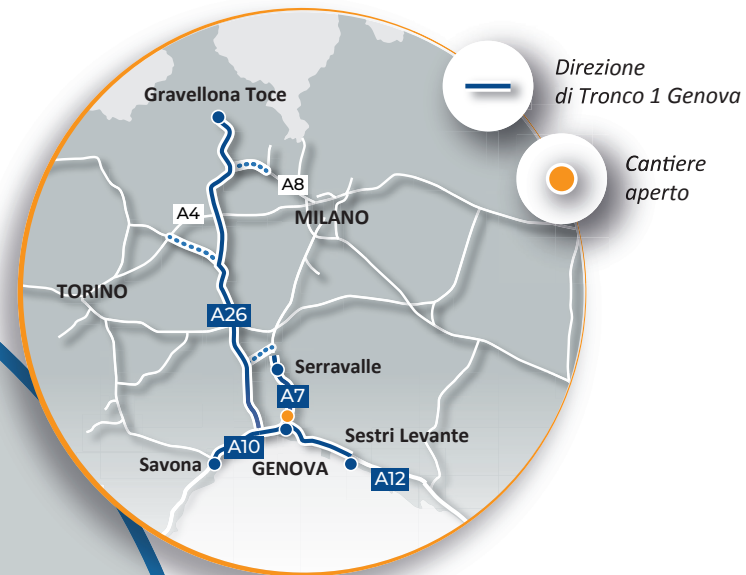 Direzione
di Tronco 1 Genova
Gravellona Toce
Cantiere
aperto
A8
A4
MILANO
TORINO
A26
Serravalle
A7
Sestri Levante
A10
Savona
GENOVA
A12